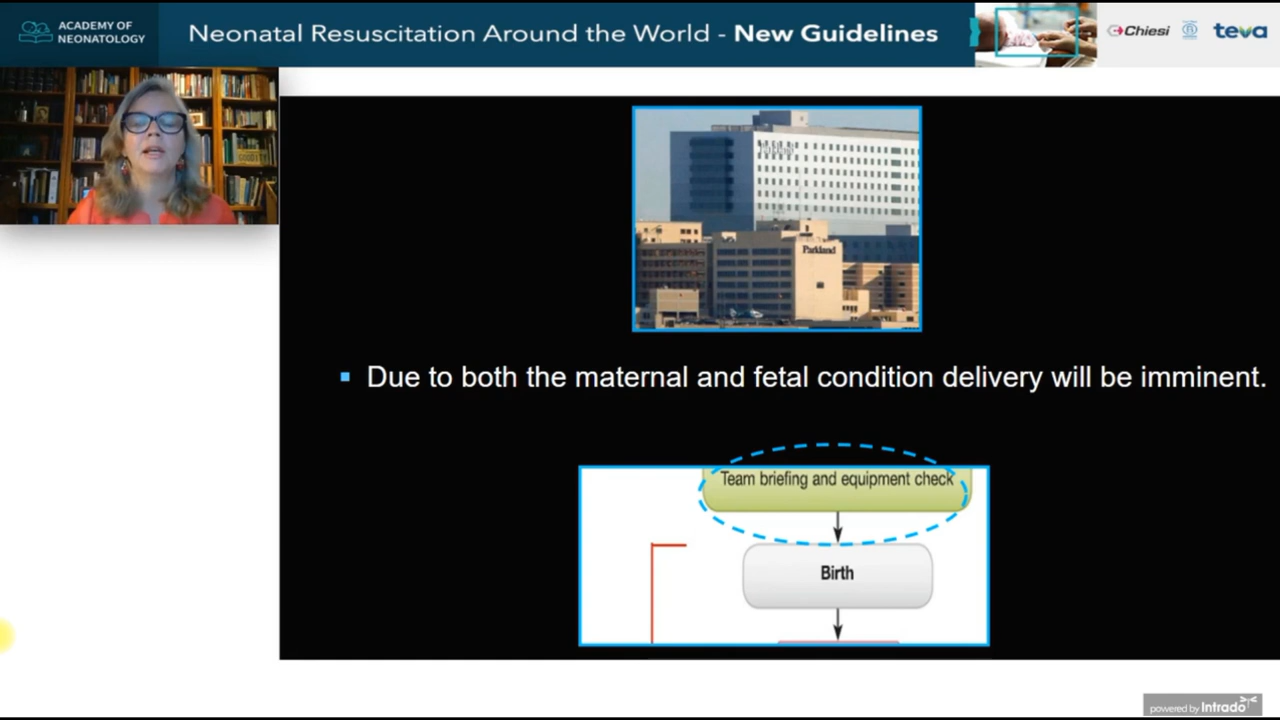 ACADEMY OF
NEONATOLOGY
Neonatal Resuscitation Around the World - New Guidelines
Chiesi
teva
Parkland
Due to both the maternal and fetal condition delivery will be imminent.
Team briefing and equipment check
Birth
powered by Intrado